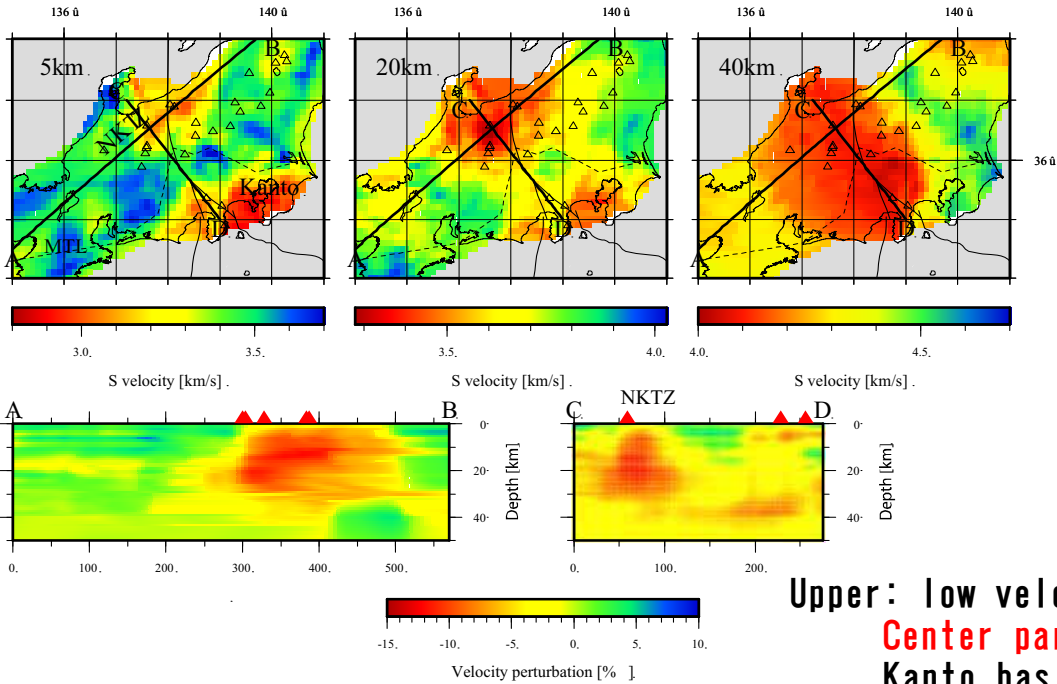 136 û 140 û 136 û 140 û 136 û 140 û
5km . B 20km . B 40km . B
C C
NKT
36 û
Kanto .
MTL .
D D D
A A A
3.0. 3.5. 3.5. 4.0. 4.0. 4.5.
S velocity [km/s] . S velocity [km/s] . S velocity [km/s] .
NKTZ
A B C D
0. 0.
20. 20.
40. 40.
Depth [km] Depth [km]
0. 100. 200. 300. 400. 500. 0. 100. 200.
.
-15. -10. -5. 0. 5. 10.
Velocity perturbation [% ].
Upper: low velo
Center par
Kanto bas